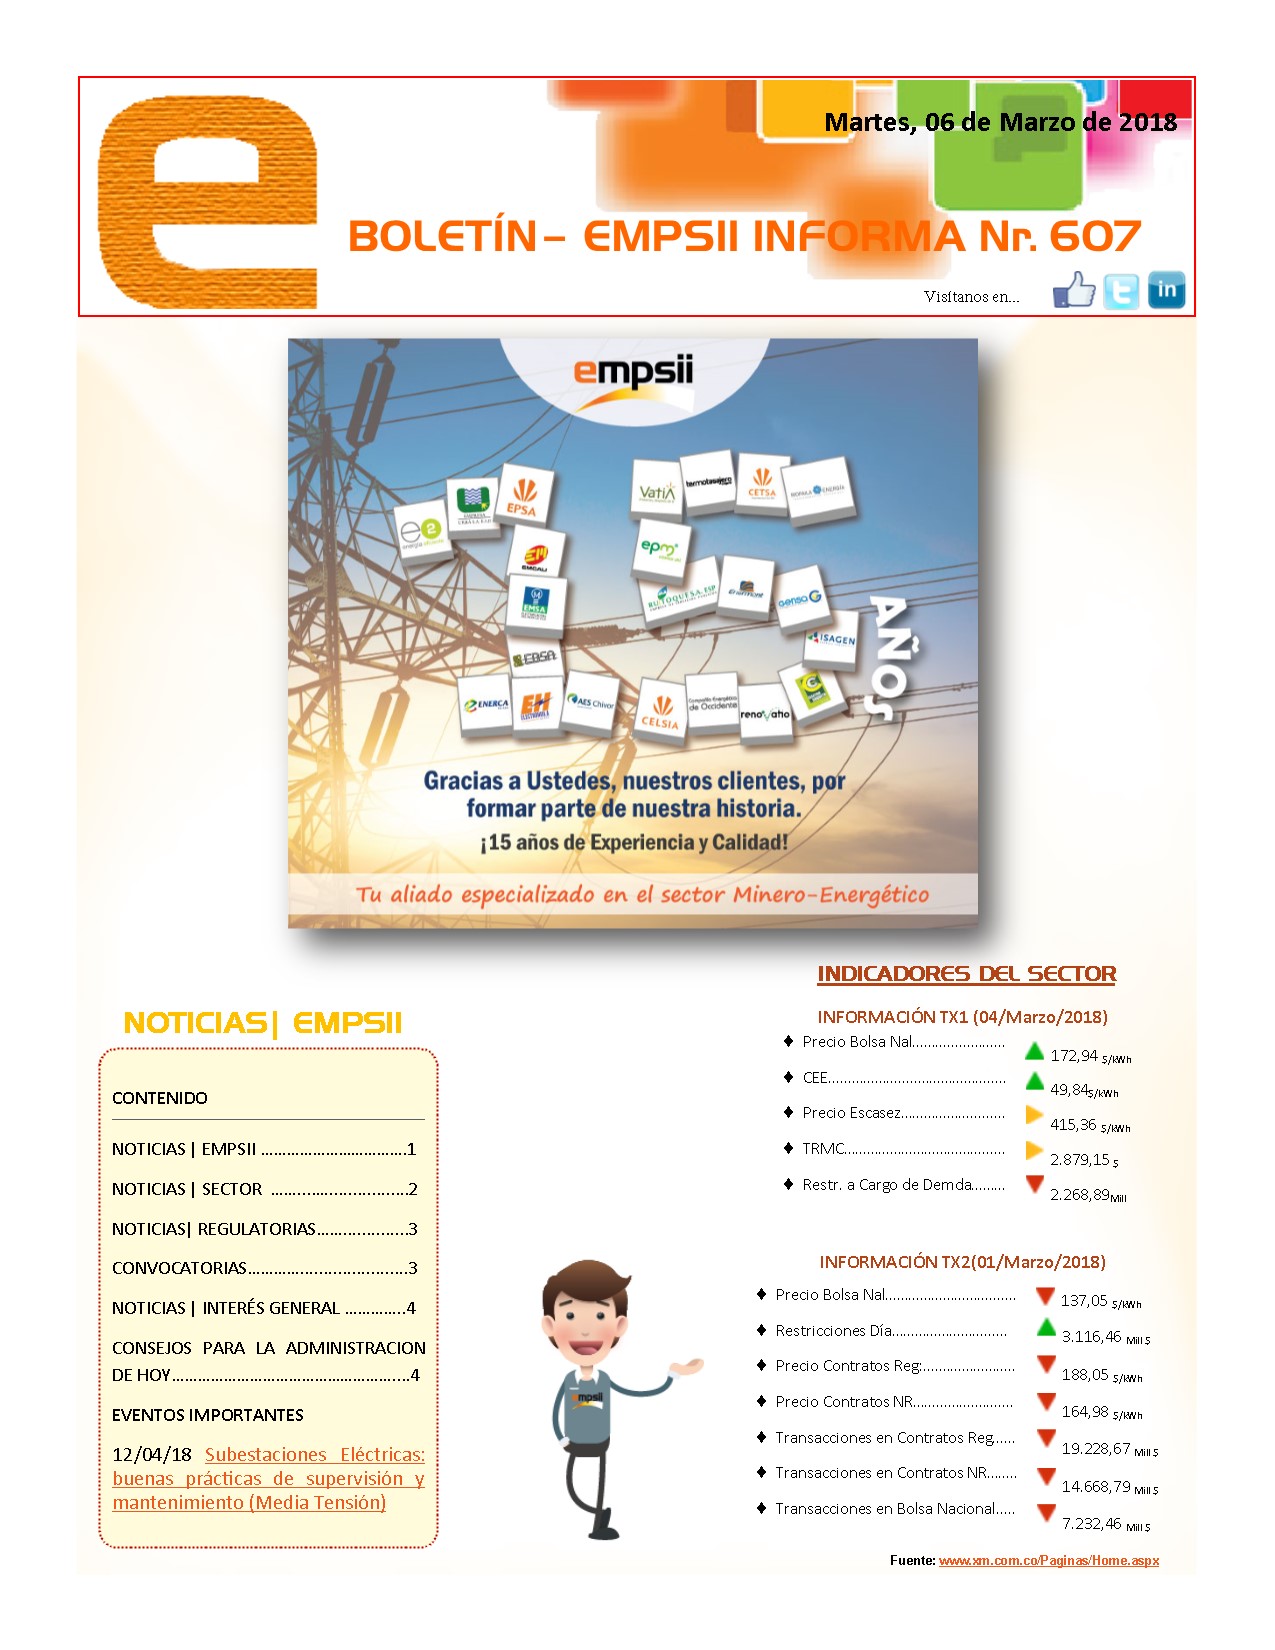 Martes, 06 de Marzo de 2018
BOLETÍN– EMPSII INFORMA Nr. 607
Visítanos en...
in
empsii
EPSA
e2
energía eficiente
EMCALI
EMSA
EBSA
ENERCA
EH
ELECTROHUILA
AES Chivor
Vatia
termotasajero
CETSA
epm
RUITOQUE S.A. ESP
Enermont
Gensa
ISAGEN
CELSIA
Compañía Energética
de Occidente
renovatio
AÑOS
Gracias a Ustedes, nuestros clientes, por
formar parte de nuestra historia.
¡15 años de Experiencia y Calidad!
Tu aliado especializado en el sector Minero-Energético
NOTICIAS| EMPSII
CONTENIDO
NOTICIAS | EMPSII ..................................1
NOTICIAS | SECTOR ................................2
NOTICIAS| REGULATORIAS.....................3
CONVOCATORIAS.....................................3
NOTICIAS | INTERÉS GENERAL ..............4
CONSEJOS PARA LA ADMINISTRACION
DE HOY......................................................4
EVENTOS IMPORTANTES
12/04/18 Subestaciones Eléctricas:
buenas prácticas de supervisión y
mantenimiento (Media Tensión)
empsii
INDICADORES DEL SECTOR
INFORMACIÓN TX1 (04/Marzo/2018)
♦ Precio Bolsa Nal........................ 172,94 $/kWh
♦ CEE.............................................. 49,84$/kWh
♦ Precio Escasez........................... 415,36 $/kWh
♦ TRMC.......................................... 2.879,15 $
♦ Restr. a Cargo de Demda......... 2.268,89Mill
INFORMACIÓN TX2(01/Marzo/2018)
♦ Precio Bolsa Nal.................................. 137,05 $/kWh
♦ Restricciones Día.............................. 3.116,46 Mill $
♦ Precio Contratos Reg:........................ 188,05 $/kWh
♦ Precio Contratos NR.......................... 164,98 $/kWh
♦ Transacciones en Contratos Reg...... 19.228,67 Mill $
♦ Transacciones en Contratos NR........ 14.668,79 Mill $
♦ Transacciones en Bolsa Nacional..... 7.232,46 Mill $
Fuente: www.xm.com.co/Paginas/Home.aspx